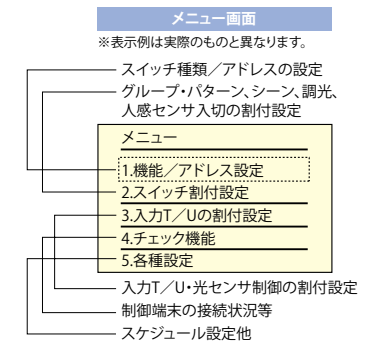 メニュー画面
※表示例は実際のものと異なります。
スイッチ種類／アドレスの設定
グループ・パターン、シーン、調光、
人感センサ入切の割付設定
メニュー
1.機能／アドレス設定
2.スイッチ割付設定
3.入力T／Uの割付設定
4.チェック機能
5.各種設定
入力T／U・光センサ制御の割付設定
制御端末の接続状況等
スケジュール設定他